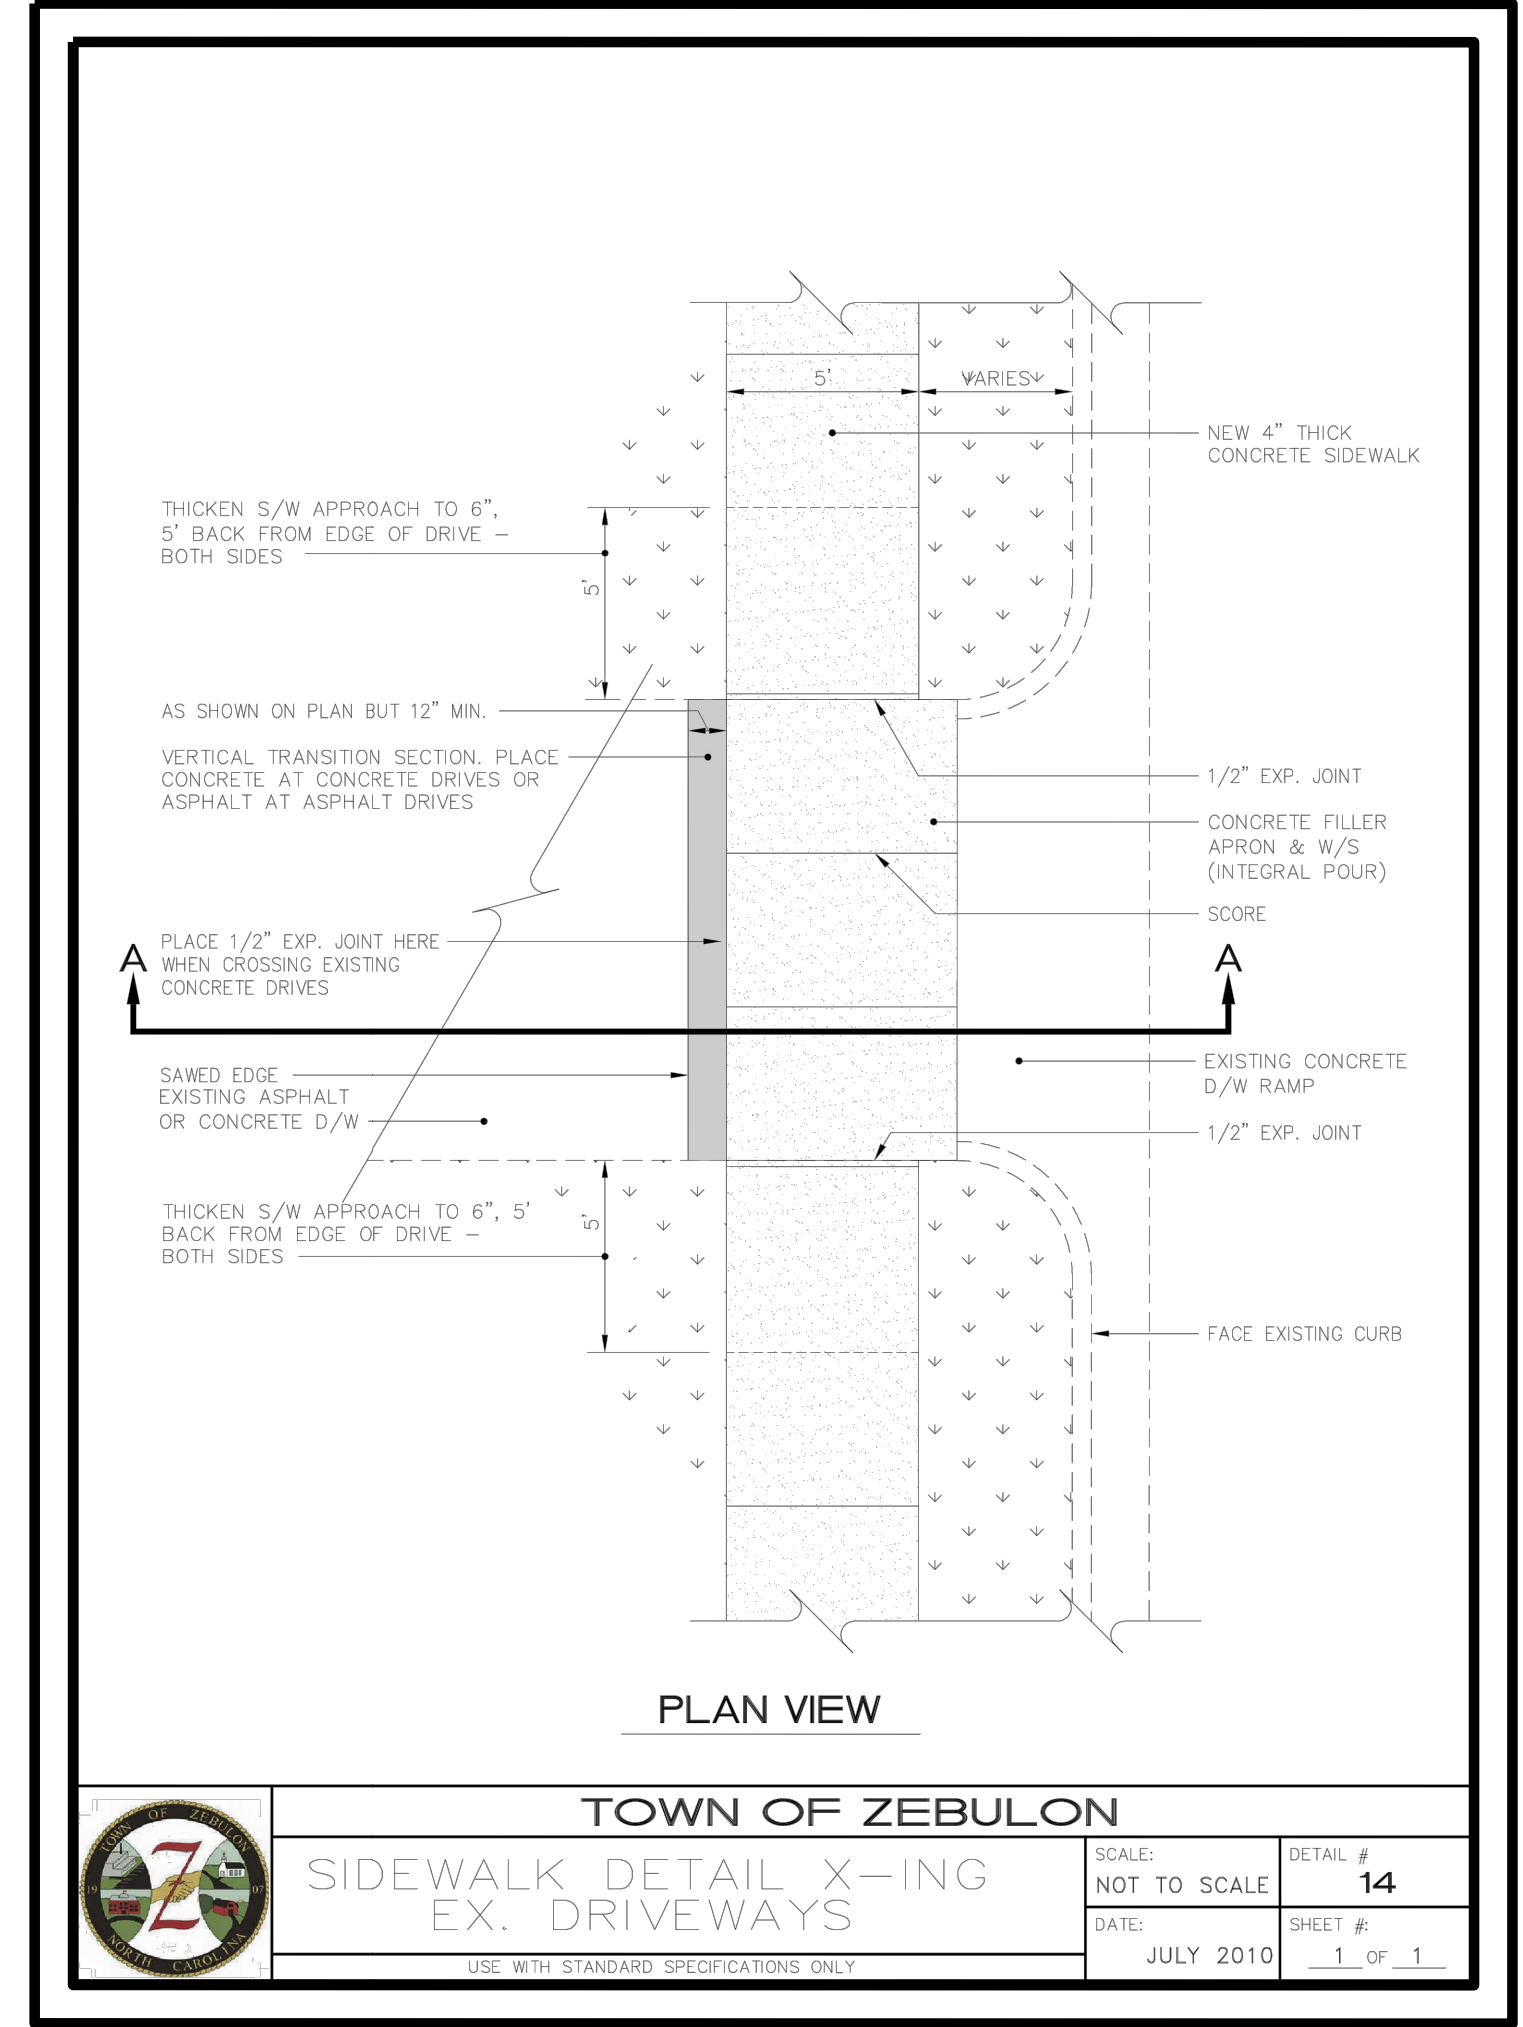 5'
VARIES
NEW 4" THICK
CONCRETE SIDEWALK
THICKEN S/W APPROACH TO 6",
5' BACK FROM EDGE OF DRIVE –
BOTH SIDES
5'
AS SHOWN ON PLAN BUT 12" MIN.
VERTICAL TRANSITION SECTION. PLACE
CONCRETE AT CONCRETE DRIVES OR
ASPHALT AT ASPHALT DRIVES
1/2" EXP. JOINT
CONCRETE FILLER
APRON & W/S
(INTEGRAL POUR)
SCORE
A
PLACE 1/2" EXP. JOINT HERE
WHEN CROSSING EXISTING
CONCRETE DRIVES
A
SAWED EDGE
EXISTING ASPHALT
OR CONCRETE D/W
EXISTING CONCRETE
D/W RAMP
1/2" EXP. JOINT
THICKEN S/W APPROACH TO 6", 5'
BACK FROM EDGE OF DRIVE –
BOTH SIDES
5'
FACE EXISTING CURB
PLAN VIEW
TOWN OF ZEBULON
19 07
Z
NORTH CAROLINA
TOWN OF ZEBULON
SIDEWALK DETAIL X–ING
EX. DRIVEWAYS
USE WITH STANDARD SPECIFICATIONS ONLY
SCALE:
NOT TO SCALE
DETAIL #
14
DATE:
JULY 2010
SHEET #:
1 OF 1